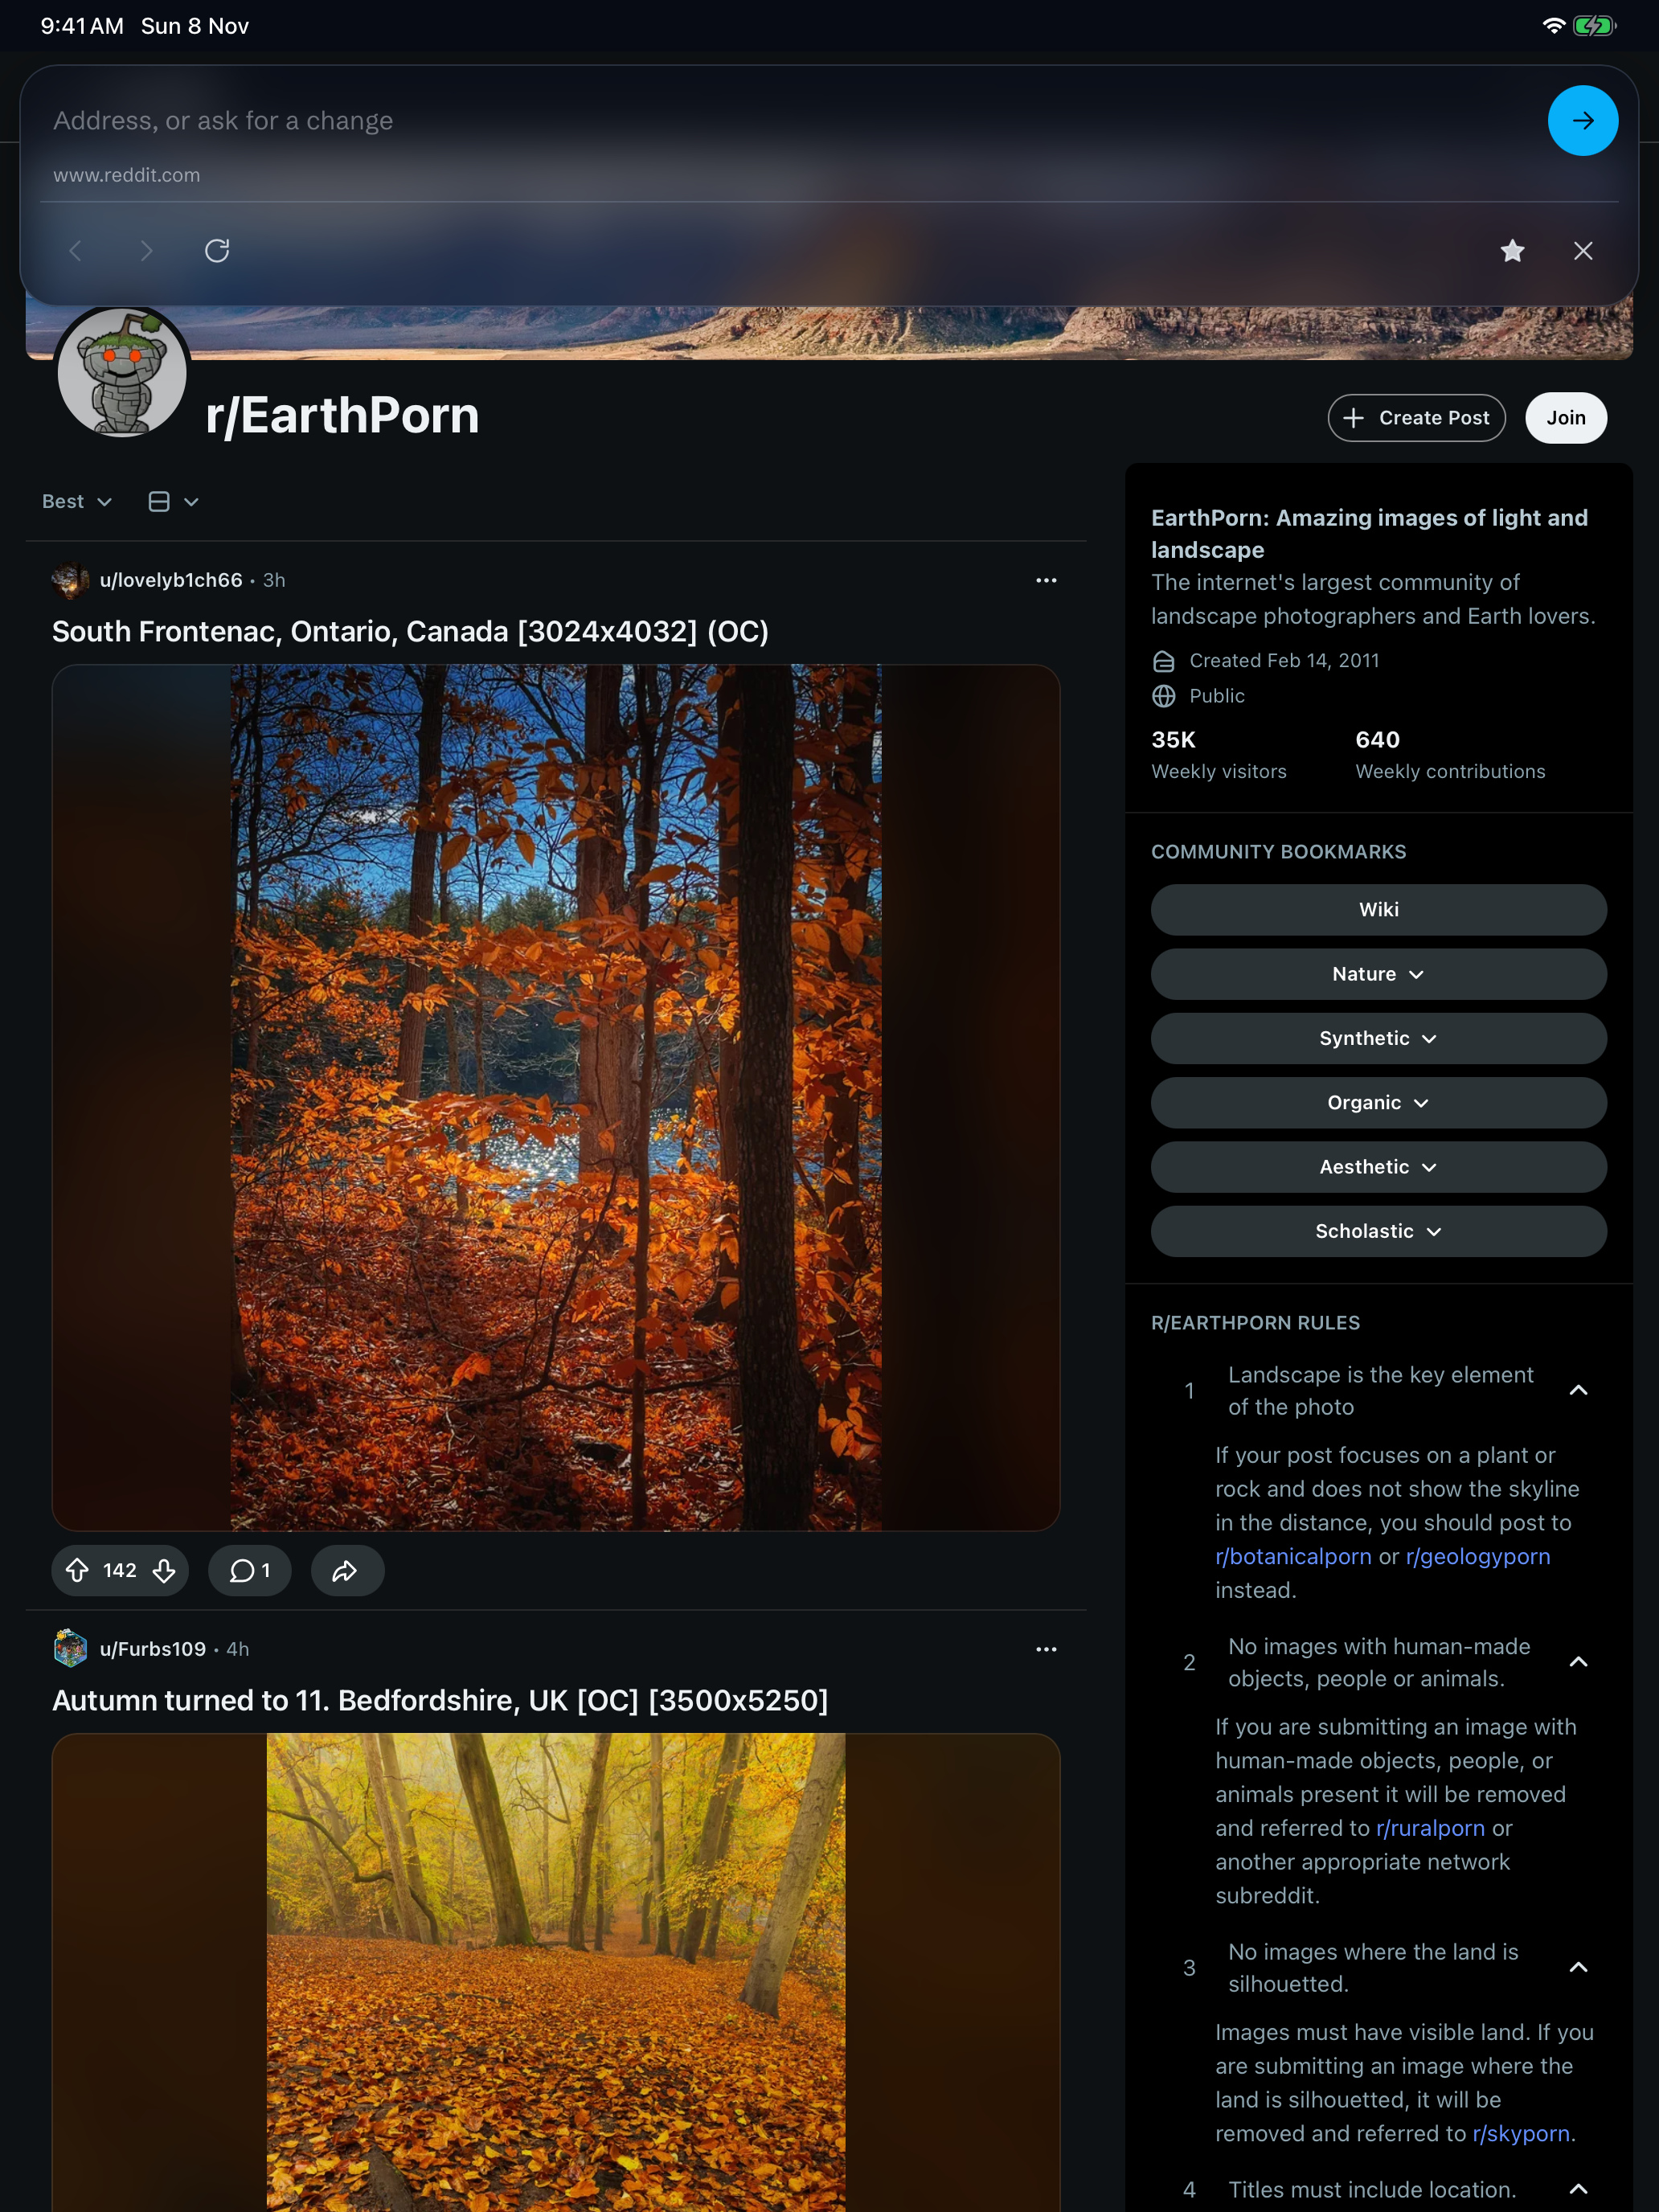 9:41 AM Sun 8 Nov
Address, or ask for a change
www.reddit.com
r/EarthPorn
Create Post
Join
Best
u/lovelyb1ch66 • 3h
South Frontenac, Ontario, Canada [3024x4032] (OC)
142
1
u/Furbs109 • 4h
Autumn turned to 11. Bedfordshire, UK [OC] [3500x5250]
EarthPorn: Amazing images of light and
landscape
The internet's largest community of
landscape photographers and Earth lovers.
Created Feb 14, 2011
Public
35K
Weekly visitors
640
Weekly contributions
COMMUNITY BOOKMARKS
Wiki
Nature
Synthetic
Organic
Aesthetic
Scholastic
R/EARTHPORN RULES
1
Landscape is the key element
of the photo
If your post focuses on a plant or
rock and does not show the skyline
in the distance, you should post to
r/botanicalporn or r/geologyporn
instead.
2
No images with human-made
objects, people or animals.
If you are submitting an image with
human-made objects, people, or
animals present it will be removed
and referred to r/ruralporn or
another appropriate network
subreddit.
3
No images where the land is
silhouetted.
Images must have visible land. If you
are submitting an image where the
land is silhouetted, it will be
removed and referred to r/skyporn.
4
Titles must include location.